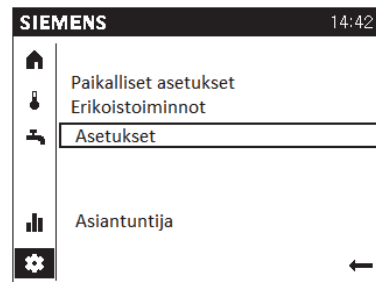 SIEMENS 14:42
Paikalliset asetukset
Erikoistoiminnot
Asetukset
Asiantuntija